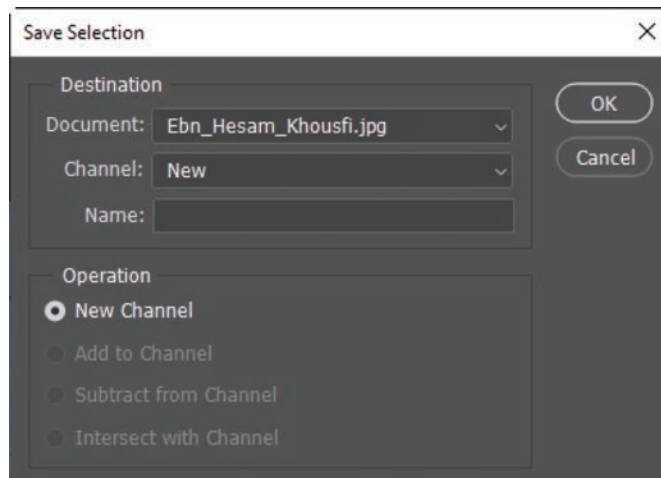 Save Selection
Destination
Document: Ebn_Hesam_Khousfi.jpg
Channel: New
Name:
OK
Cancel
Operation
New Channel
Add to Channel
Subtract from Channel
Intersect with Channel